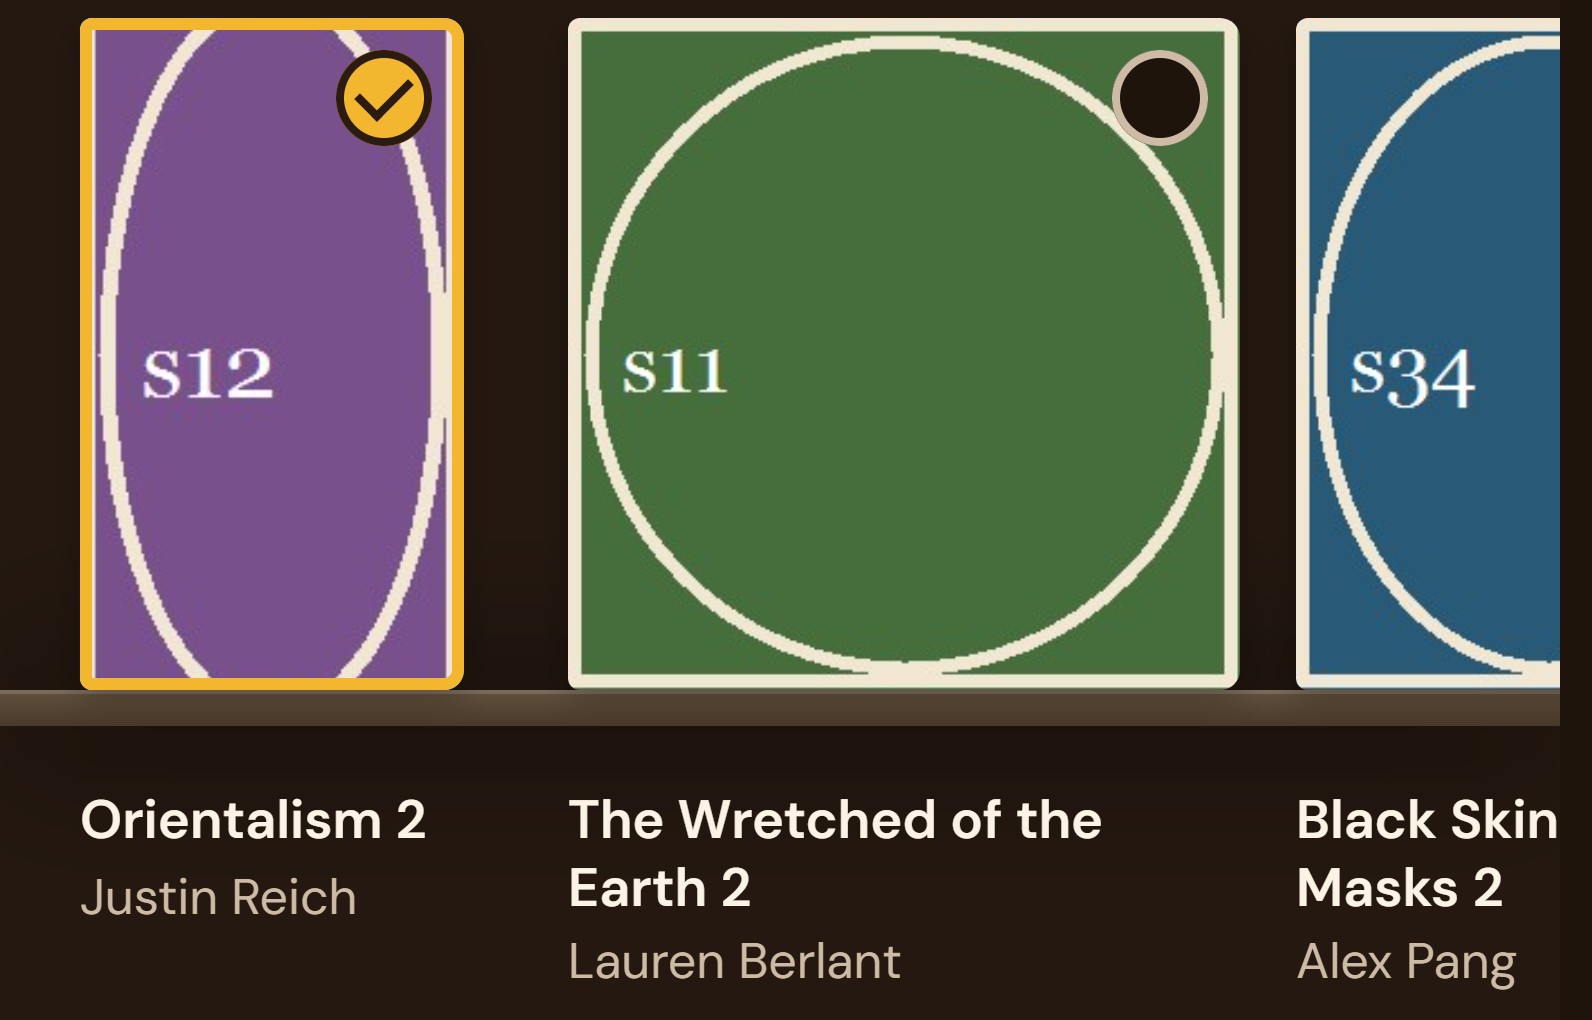 S12
S11
S34
Orientalism 2
Justin Reich
The Wretched of the
Earth 2
Lauren Berlant
Black Skin
Masks 2
Alex Pang